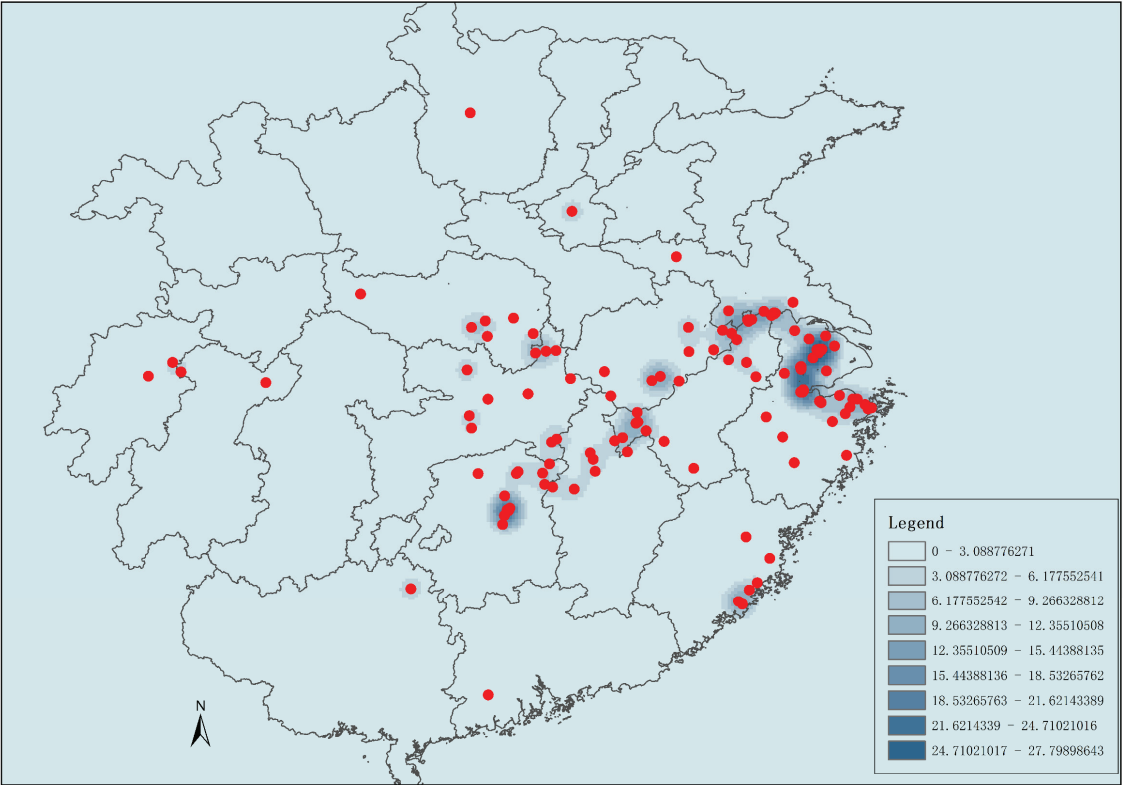 Legend
0 - 3.088776271
3.088776272 - 6.177552541
6.177552542 - 9.266328812
9.266328813 - 12.35510508
12.35510509 - 15.44388135
15.44388136 - 18.53265762
18.53265763 - 21.62143389
21.6214339 - 24.71021016
24.71021017 - 27.79898643
N